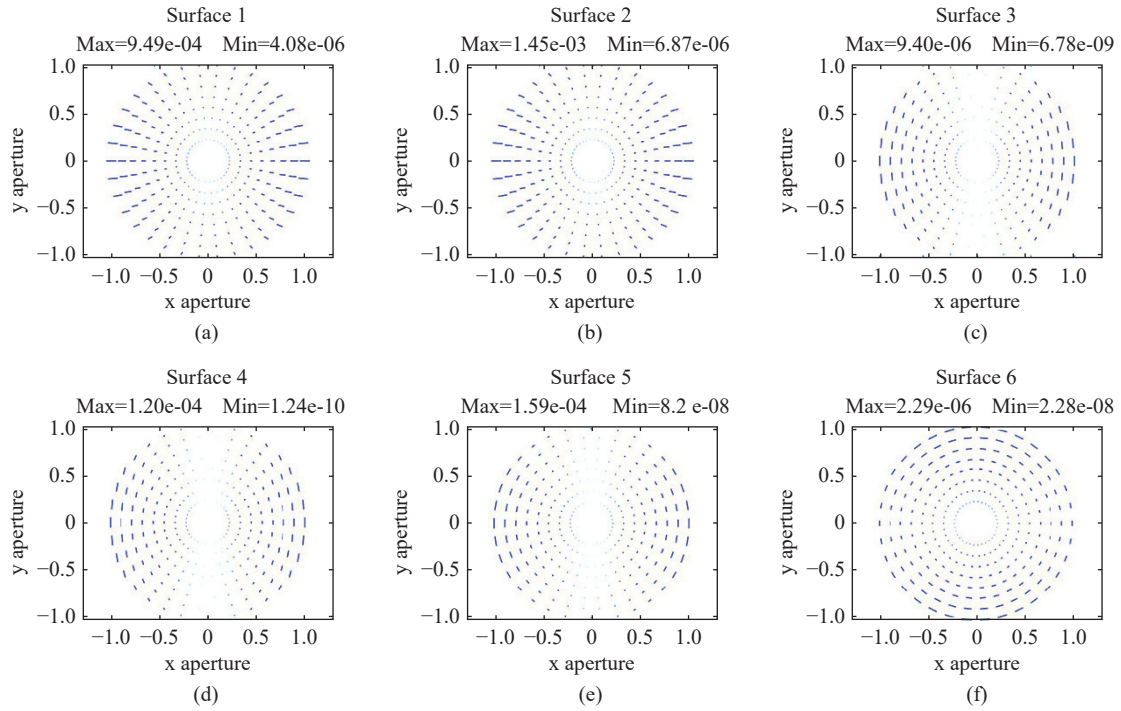 Surface 1
Max=9.49e-04 Min=4.08e-06
1.0
0.5
0
−0.5
−1.0
y aperture
−1.0 −0.5 0 0.5 1.0
x aperture
(a)
Surface 2
Max=1.45e-03 Min=6.87e-06
1.0
0.5
0
−0.5
−1.0
y aperture
−1.0 −0.5 0 0.5 1.0
x aperture
(b)
Surface 3
Max=9.40e-06 Min=6.78e-09
1.0
0.5
0
−0.5
−1.0
y aperture
−1.0 −0.5 0 0.5 1.0
x aperture
(c)
Surface 4
Max=1.20e-04 Min=1.24e-10
1.0
0.5
0
−0.5
−1.0
y aperture
−1.0 −0.5 0 0.5 1.0
x aperture
(d)
Surface 5
Max=1.59e-04 Min=8.2 e-08
1.0
0.5
0
−0.5
−1.0
y aperture
−1.0 −0.5 0 0.5 1.0
x aperture
(e)
Surface 6
Max=2.29e-06 Min=2.28e-08
1.0
0.5
0
−0.5
−1.0
y aperture
−1.0 −0.5 0 0.5 1.0
x aperture
(f)